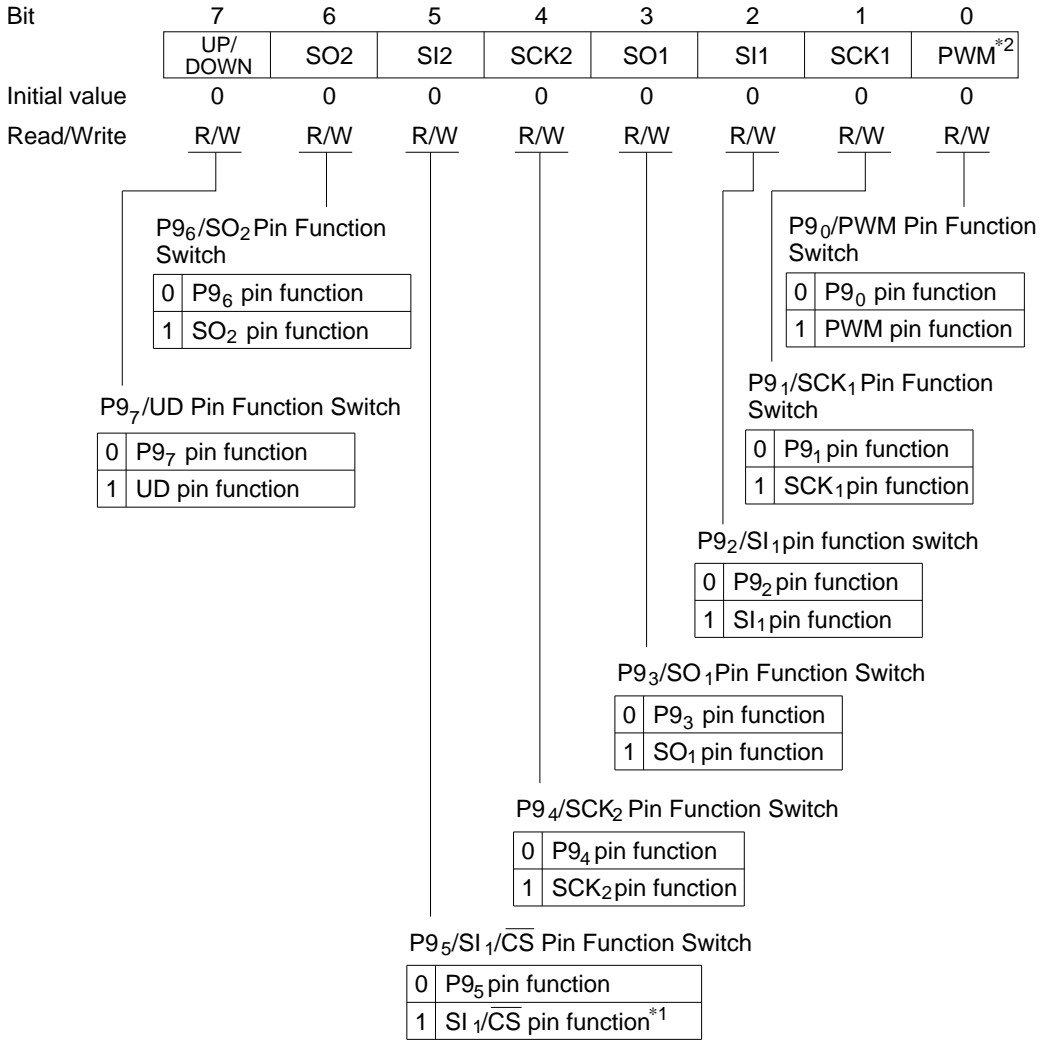 Bit 7 6 5 4 3 2 1 0
UP/DOWN SO2 SI2 SCK2 SO1 SI1 SCK1 PWM*2
Initial value 0 0 0 0 0 0 0 0
Read/Write R/W R/W R/W R/W R/W R/W R/W R/W
P96/SO2 Pin Function
Switch
0 P96 pin function
1 SO2 pin function
P90/PWM Pin Function
Switch
0 P90 pin function
1 PWM pin function
P97/UD Pin Function Switch
0 P97 pin function
1 UD pin function
P91/SCK1 Pin Function
Switch
0 P91 pin function
1 SCK1 pin function
P92/SI1 pin function switch
0 P92 pin function
1 SI1 pin function
P93/SO1 Pin Function Switch
0 P93 pin function
1 SO1 pin function
P94/SCK2 Pin Function Switch
0 P94 pin function
1 SCK2 pin function
P95/SI1/C̅S̅ Pin Function Switch
0 P95 pin function
1 SI1/C̅S̅ pin function*1